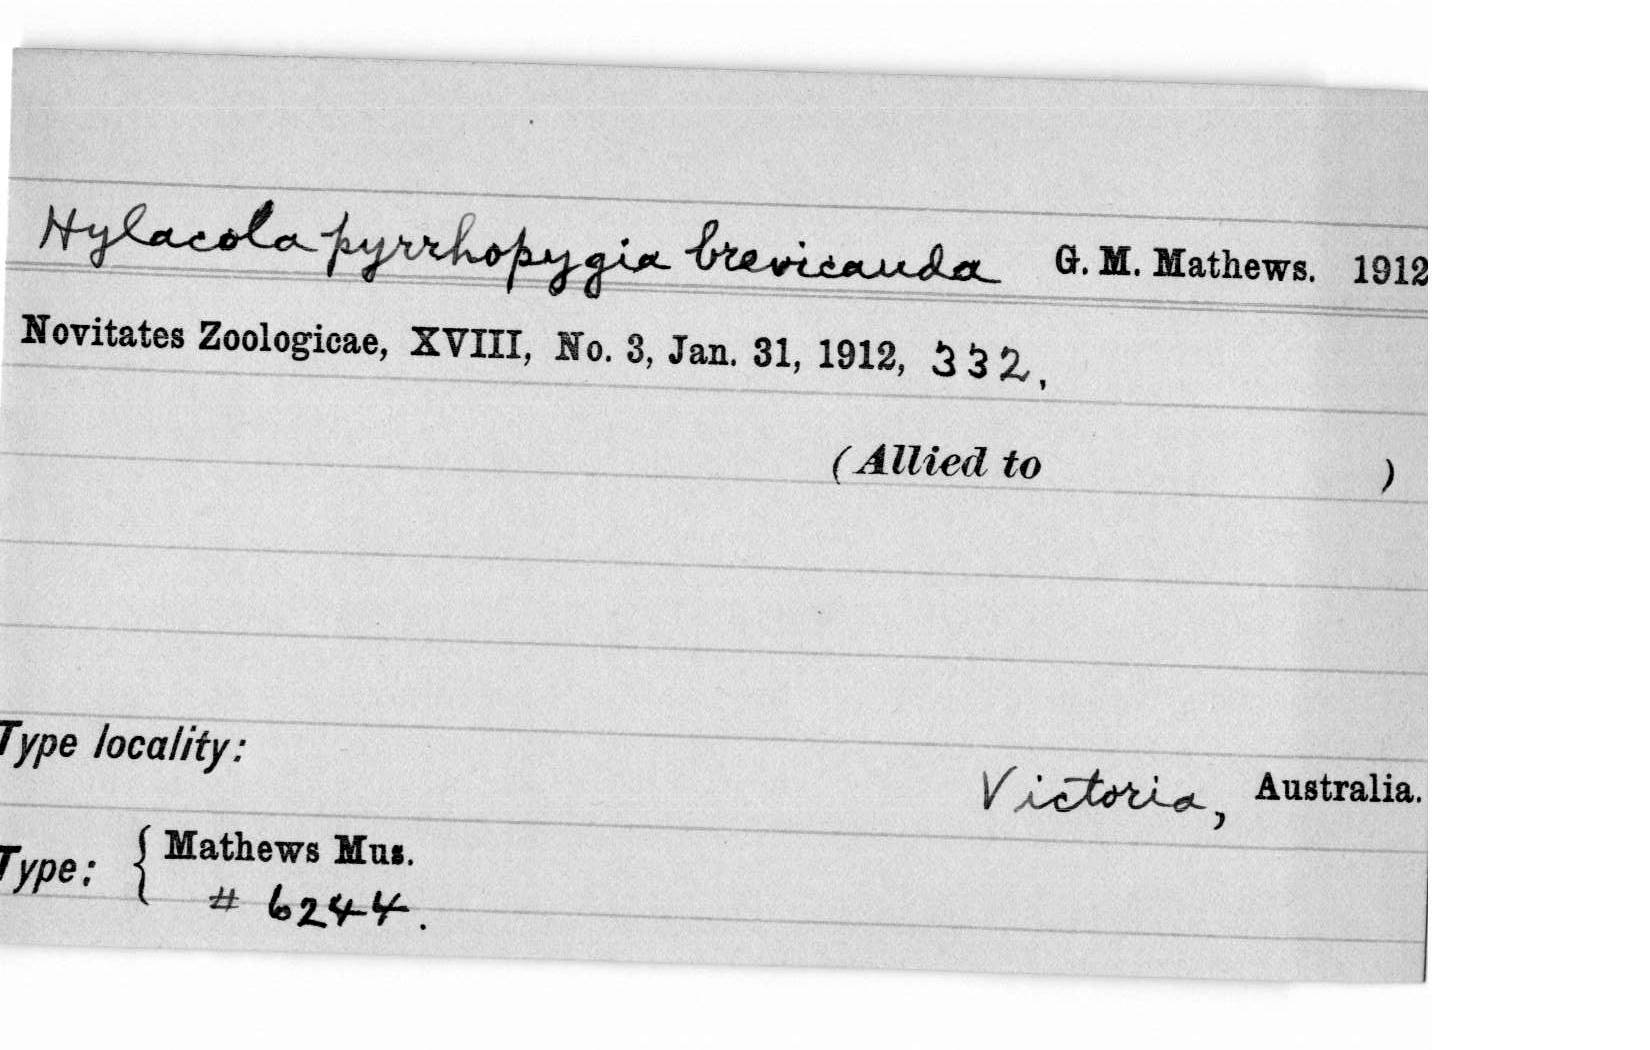 Hylacola pyrrhopygia brevicauda G. M. Mathews. 1912
Novitates Zoologicae, XVIII, No. 3, Jan. 31, 1912, 332,
(Allied to )
Type locality:
Victoria, Australia.
Type: { Mathews Mus.
# 6244.